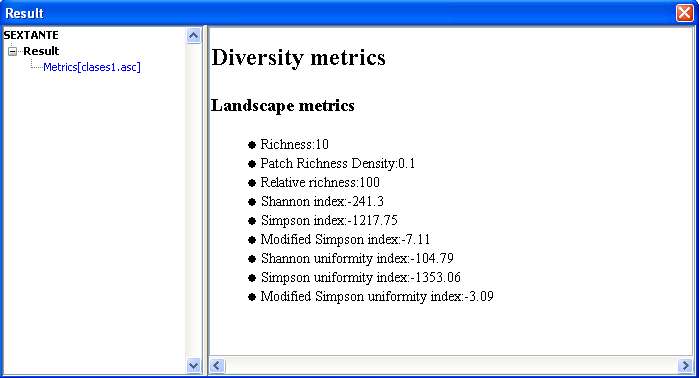 Result
SEXTANTE
Result
Metrics[clases1.asc]
Diversity metrics
Landscape metrics
Richness:10
Patch Richness Density:0.1
Relative richness:100
Shannon index:-241.3
Simpson index:-1217.75
Modified Simpson index:-7.11
Shannon uniformity index:-104.79
Simpson uniformity index:-1353.06
Modified Simpson uniformity index:-3.09